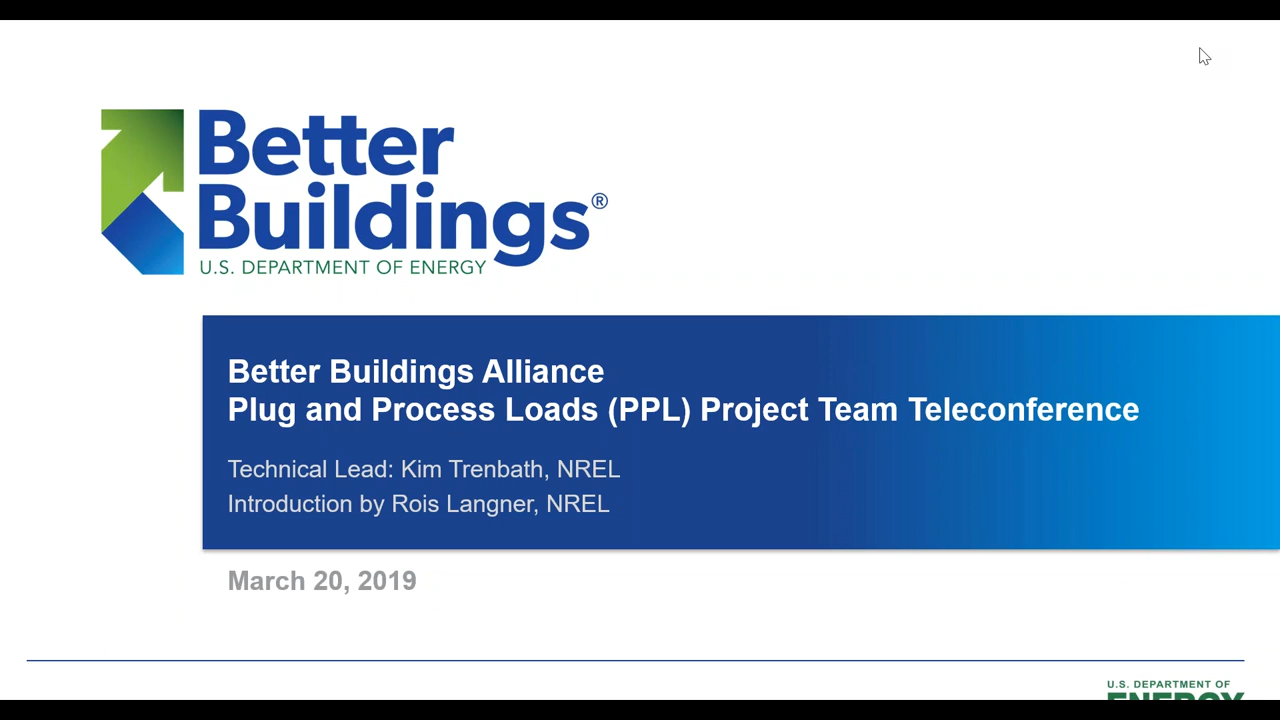 Better
Buildings®
U.S. DEPARTMENT OF ENERGY
Better Buildings Alliance
Plug and Process Loads (PPL) Project Team Teleconference
Technical Lead: Kim Trenbath, NREL
Introduction by Rois Langner, NREL
March 20, 2019
U.S. DEPARTMENT OF
ENERGY